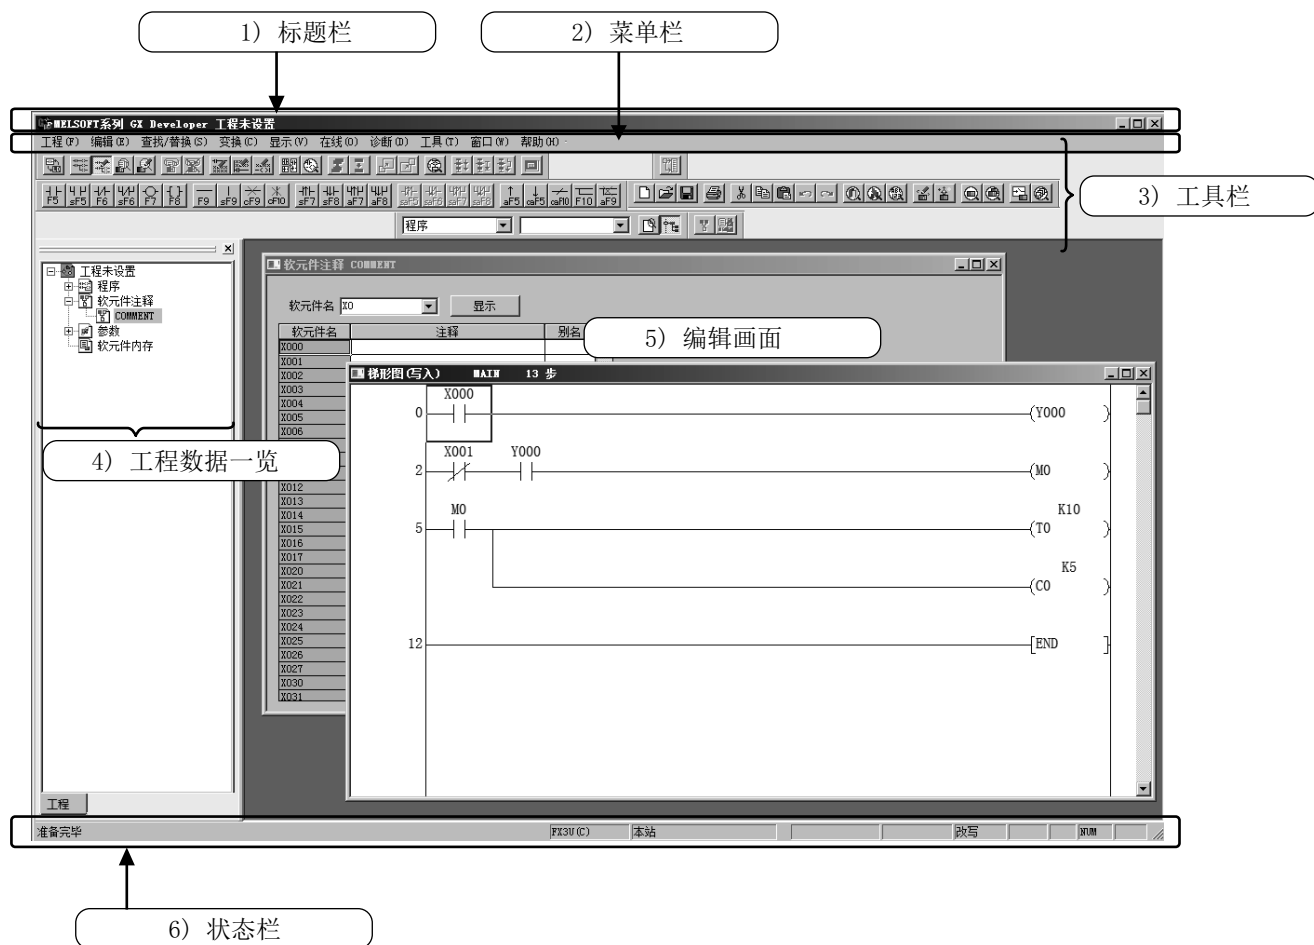 1) 标题栏
2) 菜单栏
MELSOFT系列 GX Developer 工程未设置
工程(F) 编辑(E) 查找/替换(S) 变换(C) 显示(V) 在线(O) 诊断(D) 工具(T) 窗口(W) 帮助(H)
3) 工具栏
F5 sF5 F6 sF6 F7 F8 F9 sF9 cF9 cF10 sF7 sF8 aF7 aF8 saF5 saF6 saF7 saF8 aF5 caF5 caF10 F10 aF9
程序
工程未设置
程序
软元件注释
COMMENT
参数
软元件内存
4) 工程数据一览
工程
软元件注释 COMMENT
软元件名 X0 显示
软元件名 注释 别名
X000
X001
X002
X003
X004
X005
X006
X012
X013
X014
X015
X016
X017
X020
X021
X022
X023
X024
X025
X026
X027
X030
X031
5) 编辑画面
梯形图(写入) MAIN 13 步
X000
0 (Y000 )
X001 Y000
2 (M0 )
M0 K10
5 (T0 )
K5
(C0 )
12 [END ]
准备完毕 FX3U(C) 本站 改写 NUM
6) 状态栏